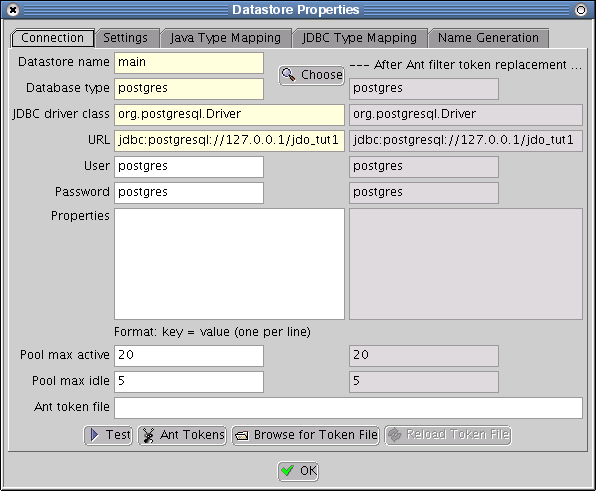 Datastore Properties
Connection Settings Java Type Mapping JDBC Type Mapping Name Generation
Datastore name main Choose --- After Ant filter token replacement ...
Database type postgres postgres
JDBC driver class org.postgresql.Driver org.postgresql.Driver
URL jdbc:postgresql://127.0.0.1/jdo_tut1 jdbc:postgresql://127.0.0.1/jdo_tut1
User postgres postgres
Password postgres postgres
Properties
Format: key = value (one per line)
Pool max active 20 20
Pool max idle 5 5
Ant token file
Test Ant Tokens Browse for Token File Reload Token File
OK